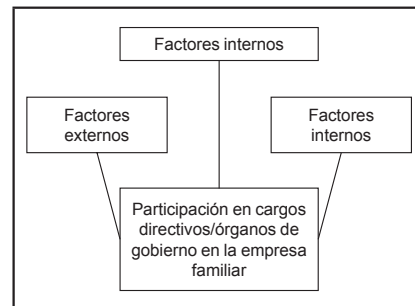 Factores internos
Factores
externos
Factores
internos
Participación en cargos
directivos/órganos de
gobierno en la empresa
familiar